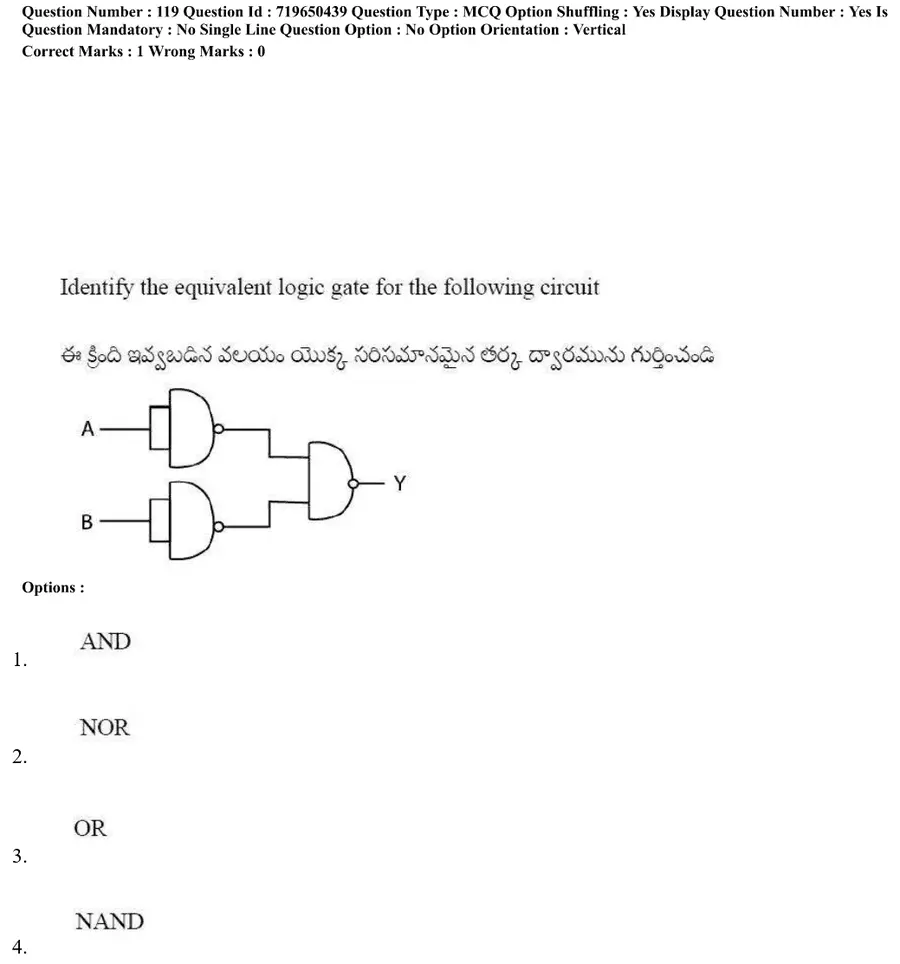 Question Number : 119 Question Id : 719650439 Question Type : MCQ Option Shuffling : Yes Display Question Number : Yes Is
Question Mandatory : No Single Line Question Option : No Option Orientation : Vertical
Correct Marks : 1 Wrong Marks : 0
Identify the equivalent logic gate for the following circuit
ఈ క్రింది ఇవ్వబడిన వలయం యొక్క సరిసమానమైన తర్క ద్వారమును గుర్తించండి
A
Y
B
Options :
AND
1.
NOR
2.
OR
3.
NAND
4.